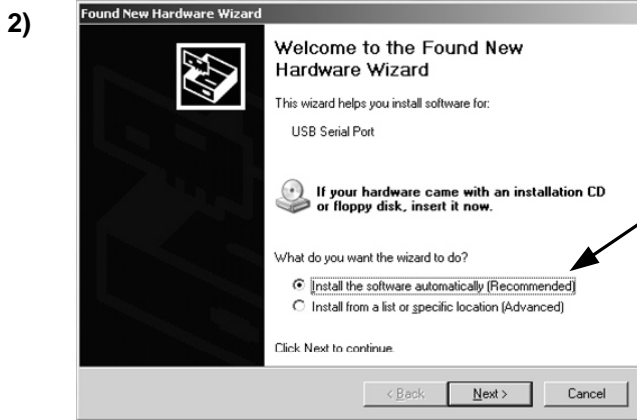 2)
Found New Hardware Wizard
Welcome to the Found New
Hardware Wizard
This wizard helps you install software for:
USB Serial Port
If your hardware came with an installation CD
or floppy disk, insert it now.
What do you want the wizard to do?
Install the software automatically (Recommended)
Install from a list or specific location (Advanced)
Click Next to continue.
< Back Next > Cancel